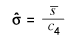 σ̂ = s̅ / c₄